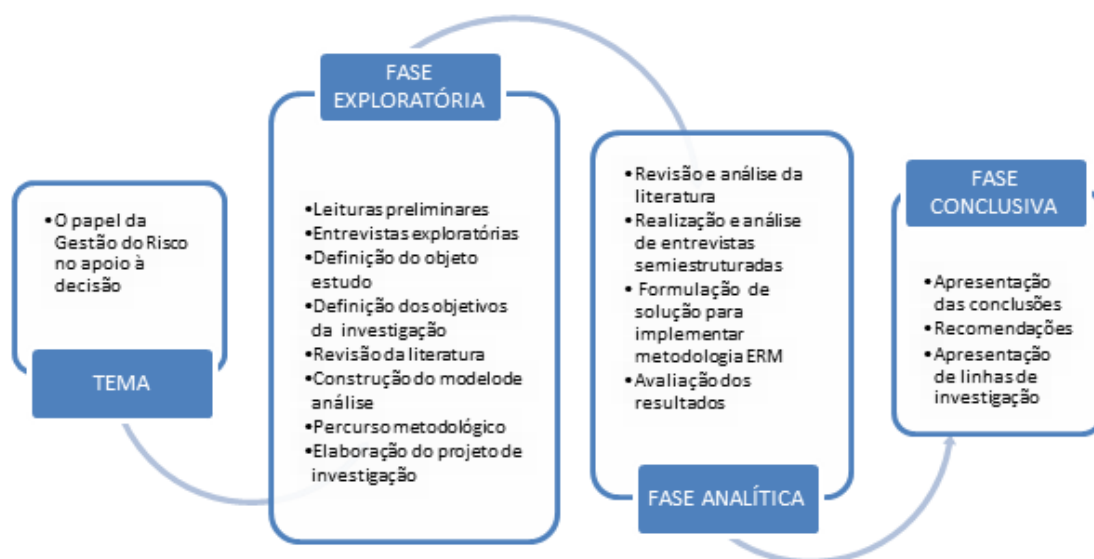 •O papel da
Gestão do Risco
no apoio à
decisão
TEMA
FASE
EXPLORATÓRIA
•Leituras preliminares
•Entrevistas exploratórias
•Definição do objeto
estudo
•Definição dos objetivos
da investigação
•Revisão da literatura
•Construção do modelode
análise
•Percurso metodológico
•Elaboração do projeto de
investigação
•Revisão e análise da
literatura
•Realização e análise
de entrevistas
semiestruturadas
• Formulação de
solução para
implementar
metodologia ERM
•Avaliação dos
resultados
FASE ANALÍTICA
FASE
CONCLUSIVA
•Apresentação
das conclusões
•Recomendações
•Apresentação
de linhas de
investigação